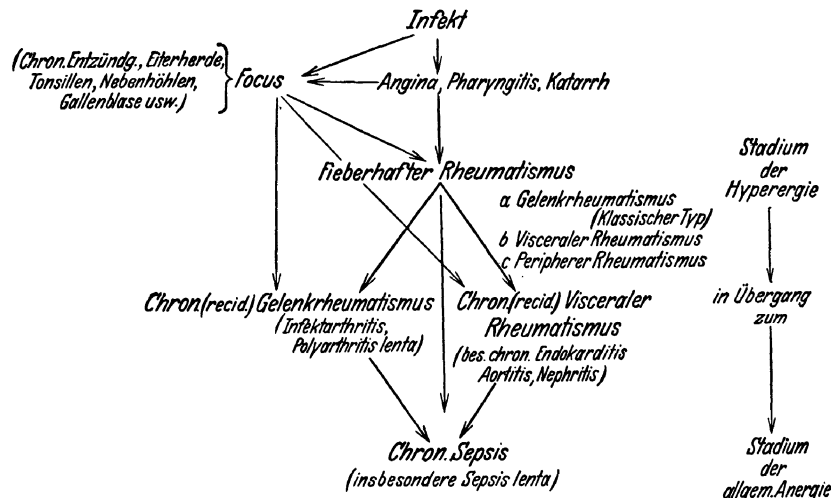 Infekt
(Chron. Entzündg., Eiterherde,
Tonsillen, Nebenhöhlen,
Gallenblase usw.)
Focus
Angina, Pharyngitis, Katarrh
Fieberhafter Rheumatismus
a Gelenkrheumatismus
(Klassischer Typ)
b Visceraler Rheumatismus
c Peripherer Rheumatismus
Chron (recid.) Gelenkrheumatismus
(Infektarthritis,
Polyarthritis lenta)
Chron. (recid.) Visceraler
Rheumatismus
(bes. chron. Endokarditis
Aortitis, Nephritis)
Chron. Sepsis
(insbesondere Sepsis lenta)
Stadium
der
Hyperergie
in Übergang
zum
Stadium
der
allgem. Anergie